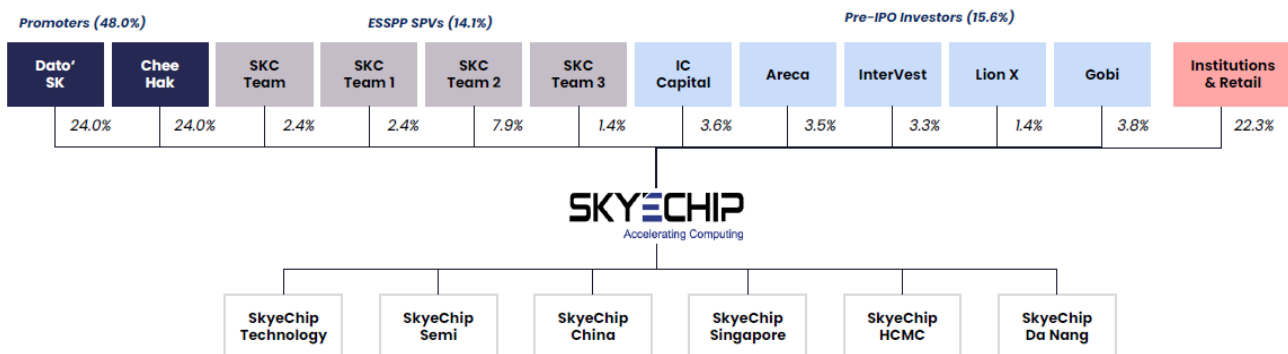 Promoters (48.0%)
ESSPP SPVs (14.1%)
Pre-IPO Investors (15.6%)
Dato'
SK
Chee
Hak
SKC
Team
SKC
Team 1
SKC
Team 2
SKC
Team 3
IC
Capital
Areca
InterVest
Lion X
Gobi
Institutions
& Retail
24.0%
24.0%
2.4%
2.4%
7.9%
1.4%
3.6%
3.5%
3.3%
1.4%
3.8%
22.3%
SKYECHIP
Accelerating Computing
SkyeChip
Technology
SkyeChip
Semi
SkyeChip
China
SkyeChip
Singapore
SkyeChip
HCMC
SkyeChip
Da Nang